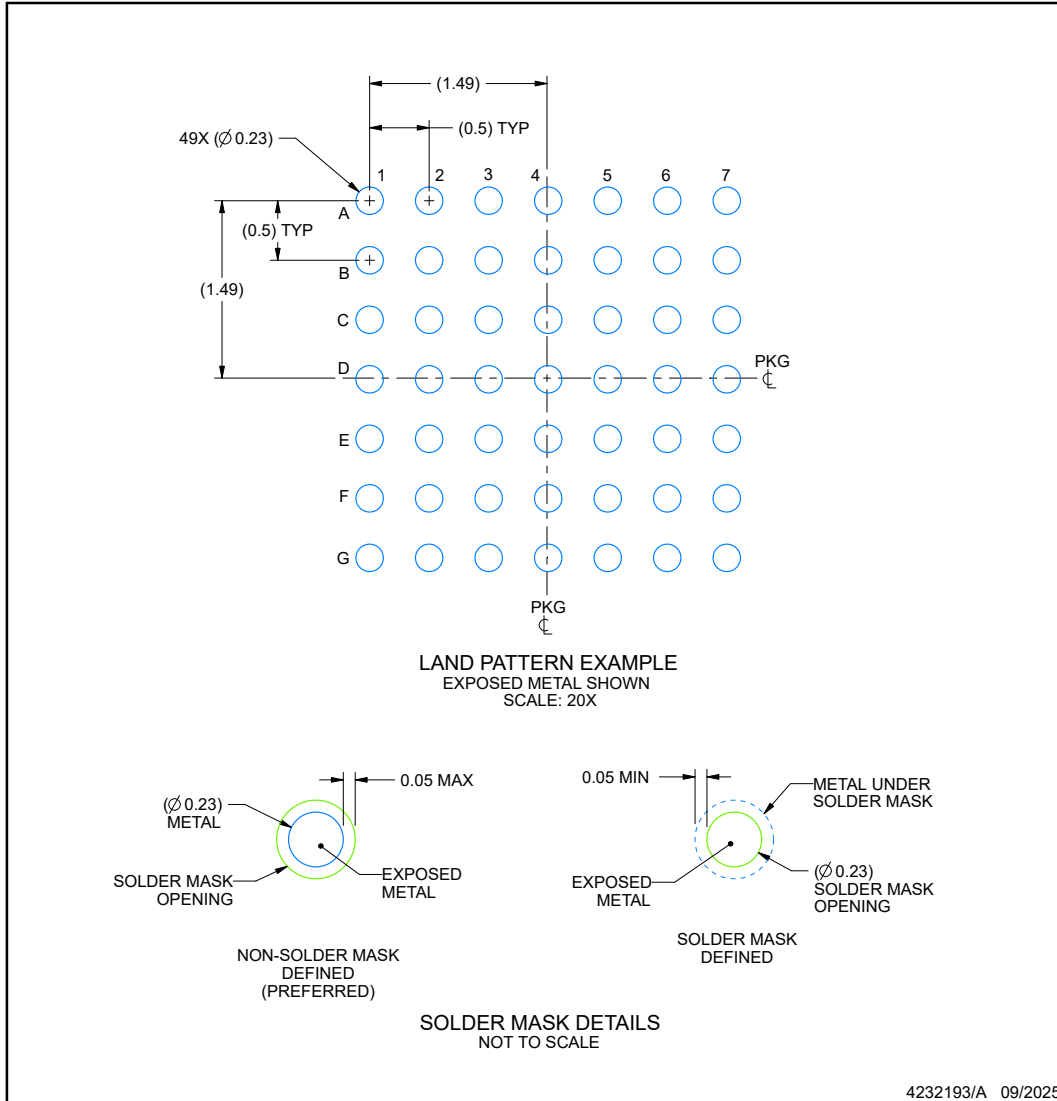 (1.49)
(0.5) TYP
49X (∅ 0.23)
1 2 3 4 5 6 7
A
(0.5) TYP
B
(1.49)
C
D
PKG
℄
E
F
G
PKG
℄
LAND PATTERN EXAMPLE
EXPOSED METAL SHOWN
SCALE: 20X
0.05 MAX
(∅ 0.23)
METAL
SOLDER MASK
OPENING
EXPOSED
METAL
NON-SOLDER MASK
DEFINED
(PREFERRED)
0.05 MIN
METAL UNDER
SOLDER MASK
EXPOSED
METAL
(∅ 0.23)
SOLDER MASK
OPENING
SOLDER MASK
DEFINED
SOLDER MASK DETAILS
NOT TO SCALE
4232193/A 09/2025